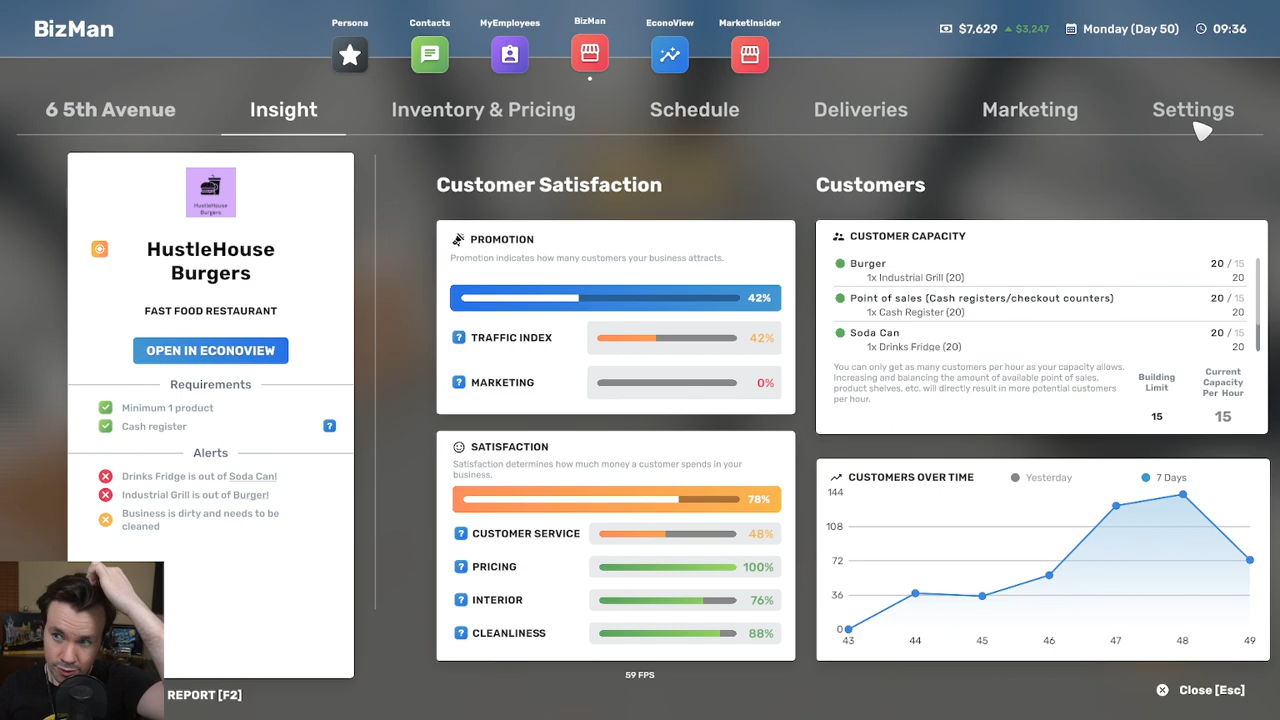 BizMan
Persona
Contacts
MyEmployees
BizMan
EconoView
MarketInsider
$7,629 ▲ $3,247
Monday (Day 50)
09:36
6 5th Avenue
Insight
Inventory & Pricing
Schedule
Deliveries
Marketing
Settings
HustleHouse
Burgers
HustleHouse
Burgers
FAST FOOD RESTAURANT
OPEN IN ECONOVIEW
Requirements
Minimum 1 product
Cash register
?
Alerts
Drinks Fridge is out of Soda Can!
Industrial Grill is out of Burger!
Business is dirty and needs to be
cleaned
REPORT [F2]
Customer Satisfaction
PROMOTION
Promotion indicates how many customers your business attracts.
42%
? TRAFFIC INDEX 42%
? MARKETING 0%
SATISFACTION
Satisfaction determines how much money a customer spends in your
business.
78%
? CUSTOMER SERVICE 48%
? PRICING 100%
? INTERIOR 76%
? CLEANLINESS 88%
59 FPS
Customers
CUSTOMER CAPACITY
Burger 20 / 15
1x Industrial Grill (20) 20
Point of sales (Cash registers/checkout counters) 20 / 15
1x Cash Register (20) 20
Soda Can 20 / 15
1x Drinks Fridge (20) 20
You can only get as many customers per hour as your capacity allows.
Increasing and balancing the amount of available point of sales,
product shelves, etc. will directly result in more potential customers
per hour.
Building
Limit
15
Current
Capacity
Per Hour
15
CUSTOMERS OVER TIME
Yesterday
7 Days
144
108
72
36
0
43 44 45 46 47 48 49
Close [Esc]